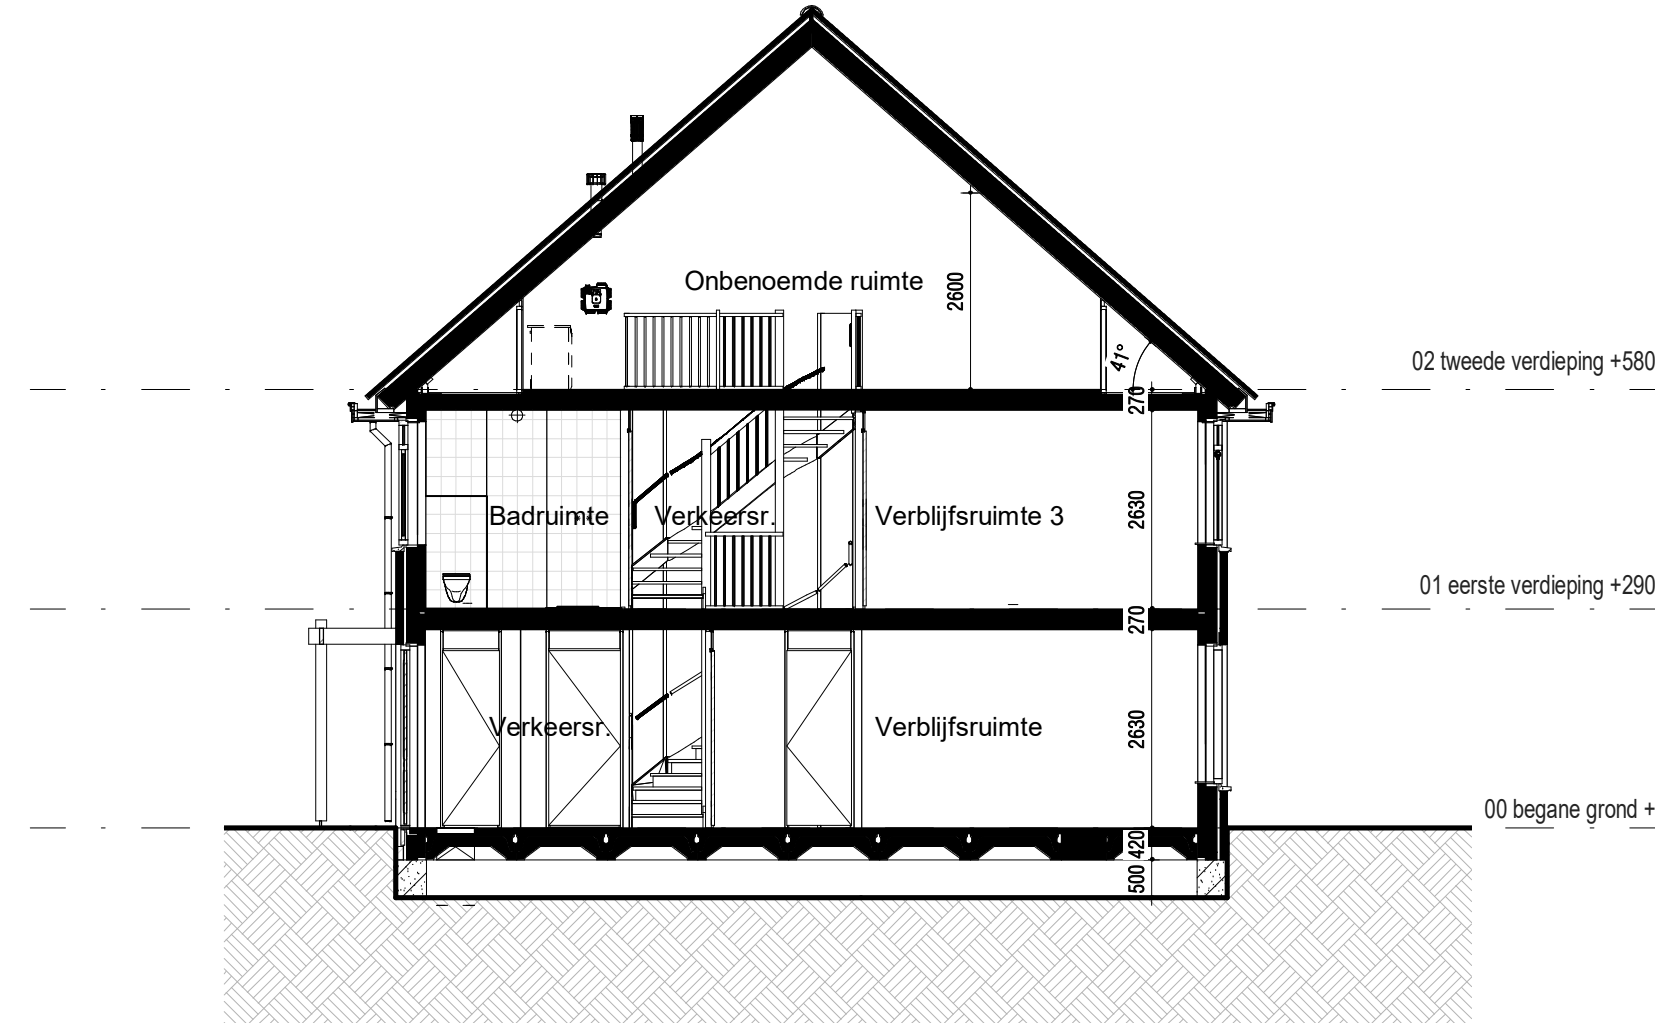 Onbenoemde ruimte
2600
41°
02 tweede verdieping +580
270
Badruimte
Verkeersr.
Verblijfsruimte 3
2630
01 eerste verdieping +290
270
Verkeersr.
Verblijfsruimte
2630
00 begane grond +
420
500